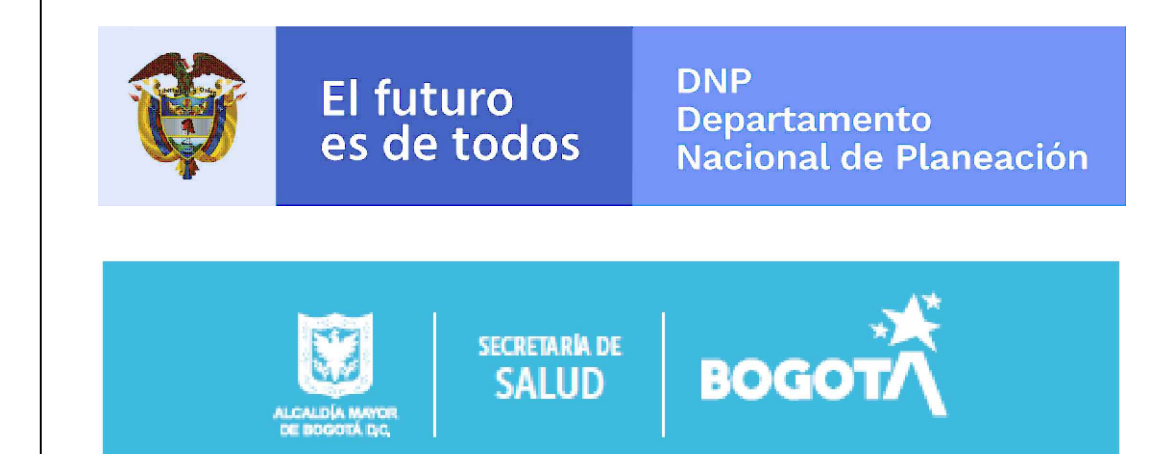 El futuro
es de todos
DNP
Departamento
Nacional de Planeación
ALCALDÍA MAYOR
DE BOGOTÁ D.C.
SECRETARÍA DE
SALUD
BOGOTÁ